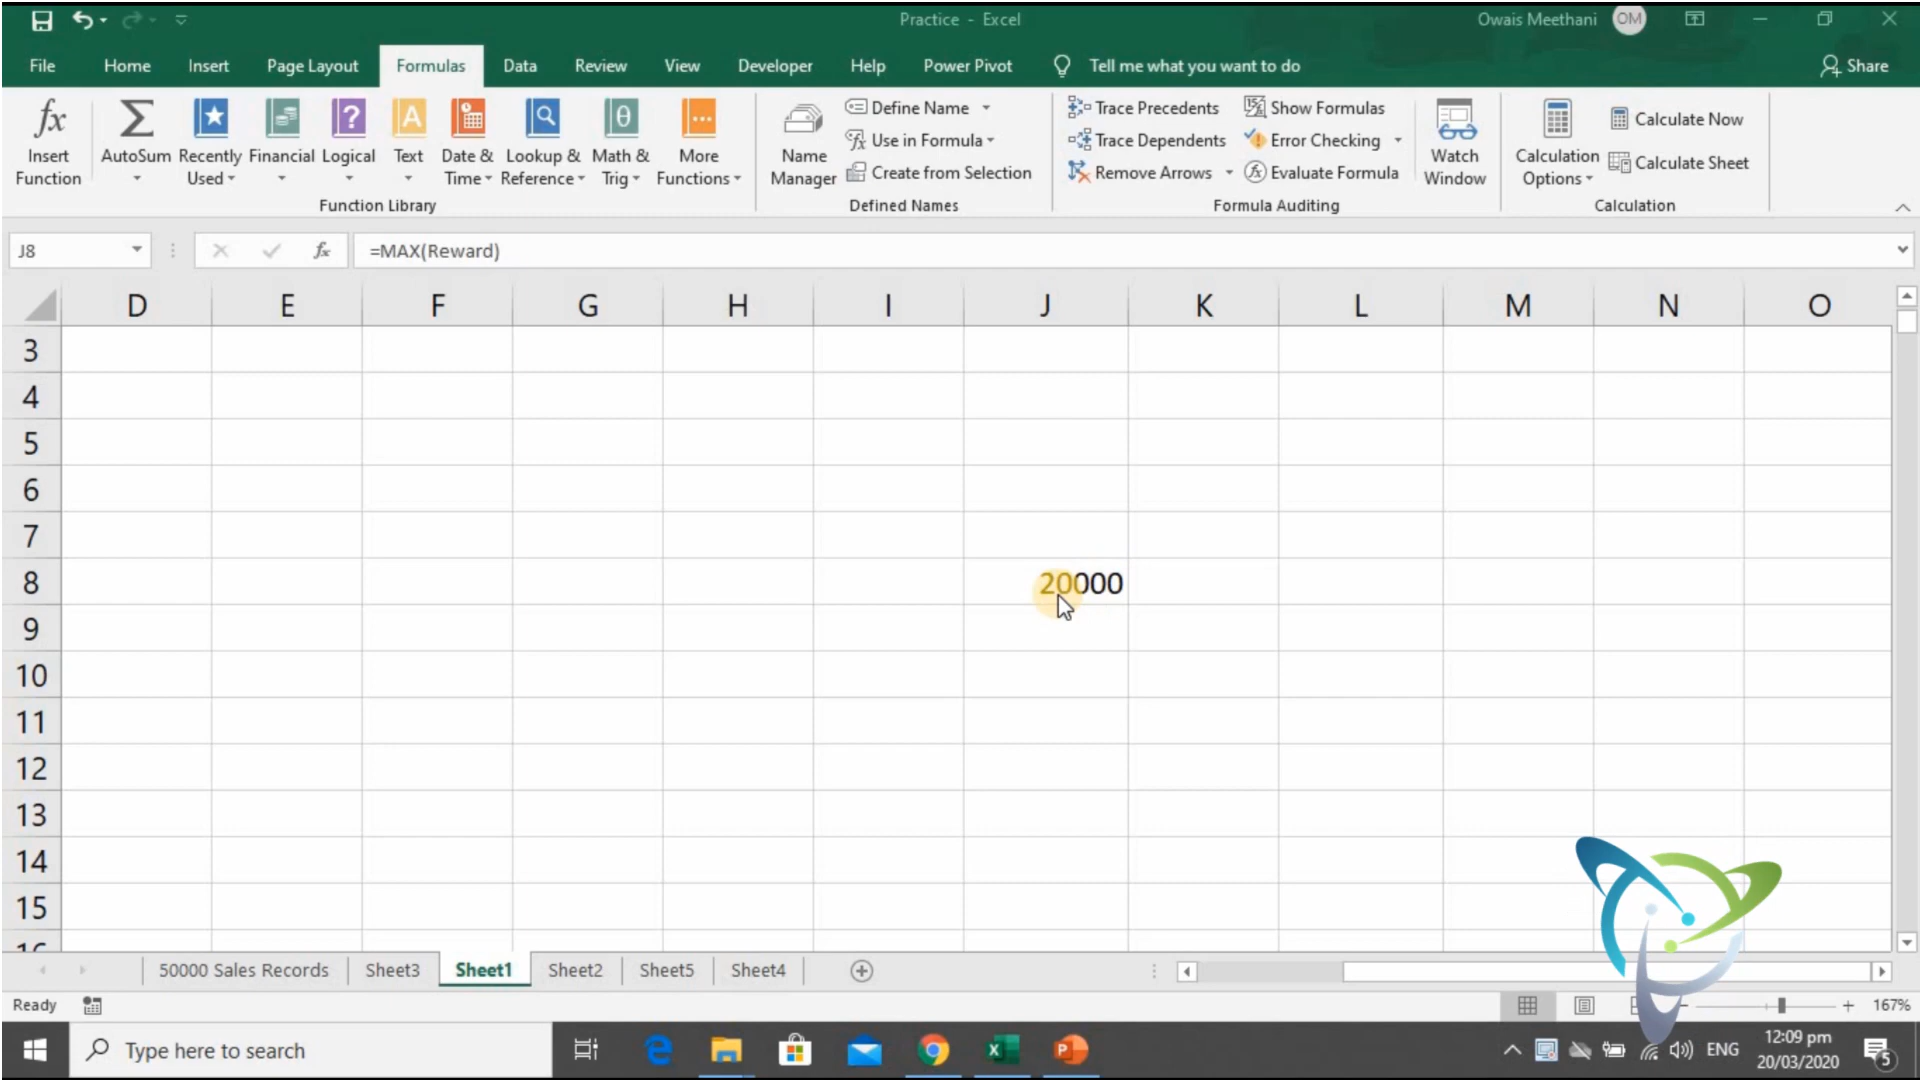 Practice - Excel
Owais Meethani OM
File Home Insert Page Layout Formulas Data Review View Developer Help Power Pivot Tell me what you want to do Share
Insert Function
AutoSum
Recently Used
Financial
Logical
Text
Date & Time
Lookup & Reference
Math & Trig
More Functions
Function Library
Name Manager
Define Name
Use in Formula
Create from Selection
Defined Names
Trace Precedents
Trace Dependents
Remove Arrows
Show Formulas
Error Checking
Evaluate Formula
Formula Auditing
Watch Window
Calculation Options
Calculate Now
Calculate Sheet
Calculation
J8 fx =MAX(Reward)
D E F G H I J K L M N O
3
4
5
6
7
8 20000
9
10
11
12
13
14
15
16
50000 Sales Records Sheet3 Sheet1 Sheet2 Sheet5 Sheet4
Ready 167%
Type here to search
ENG
12:09 pm
20/03/2020
5